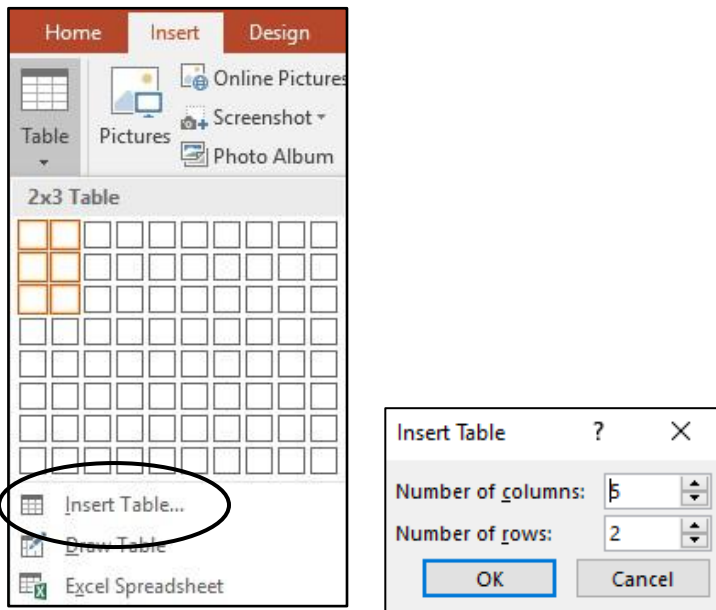 Home Insert Design
Online Pictures
Screenshot
Photo Album
Table Pictures
2x3 Table
Insert Table...
Draw Table
Excel Spreadsheet
Insert Table ? X
Number of columns: 5
Number of rows: 2
OK Cancel